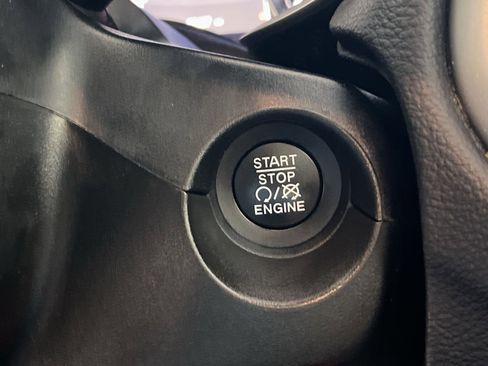 START
STOP
/
ENGINE